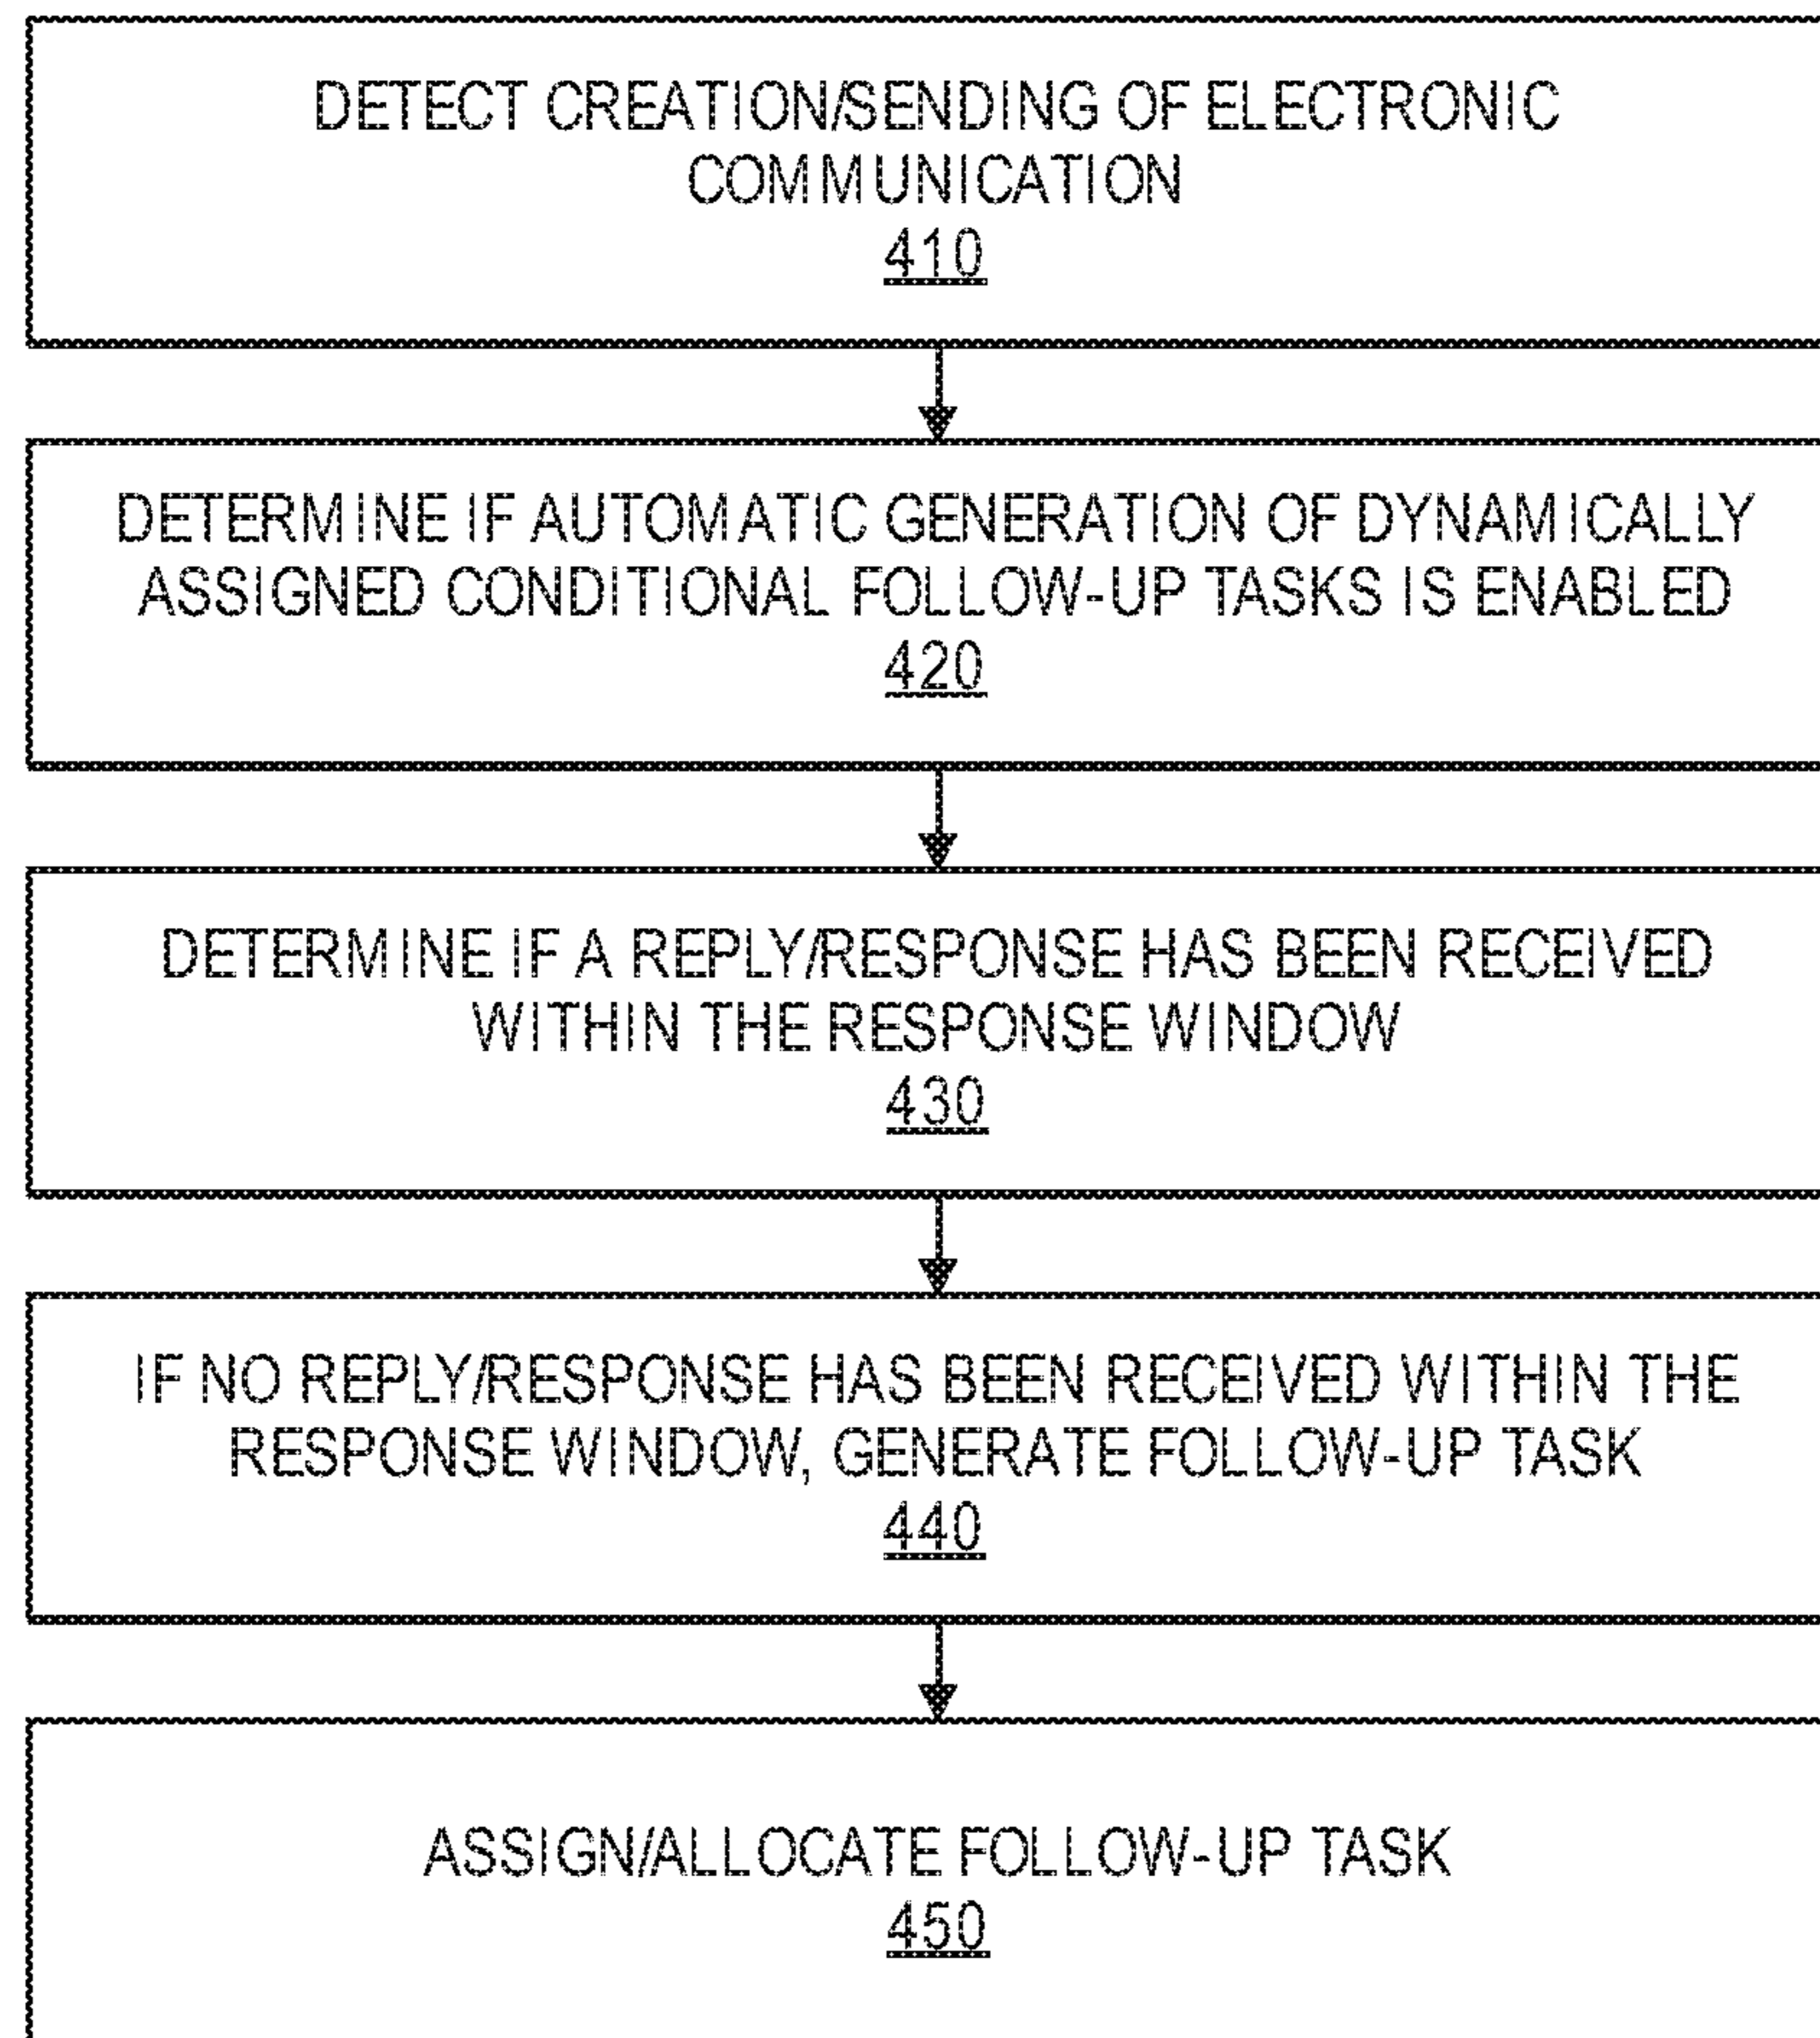 DETECT CREATION/SENDING OF ELECTRONIC
COMMUNICATION
410
DETERMINE IF AUTOMATIC GENERATION OF DYNAMICALLY
ASSIGNED CONDITIONAL FOLLOW-UP TASKS IS ENABLED
420
DETERMINE IF A REPLY/RESPONSE HAS BEEN RECEIVED
WITHIN THE RESPONSE WINDOW
430
IF NO REPLY/RESPONSE HAS BEEN RECEIVED WITHIN THE
RESPONSE WINDOW, GENERATE FOLLOW-UP TASK
440
ASSIGN/ALLOCATE FOLLOW-UP TASK
450